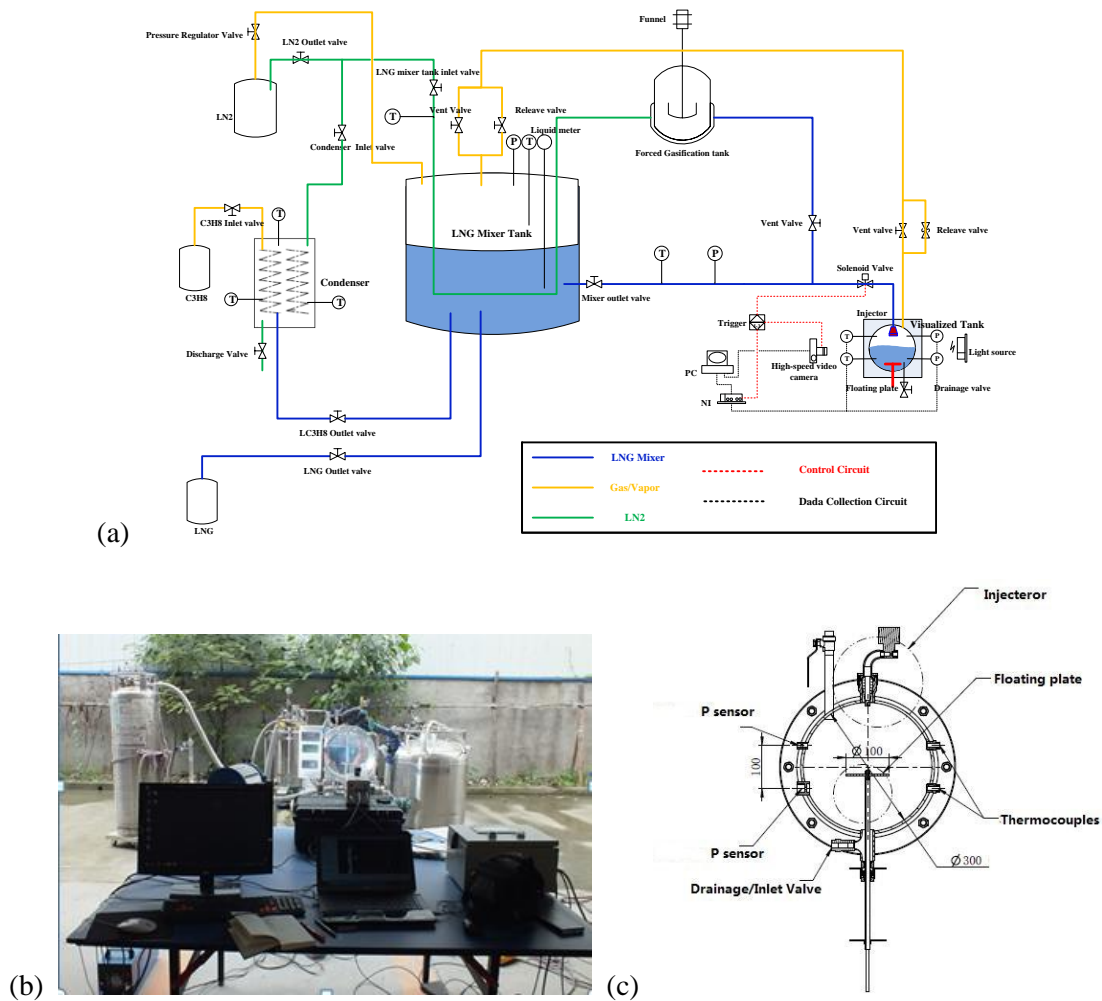 Funnel
Pressure Regulator Valve
LN2 Outlet valve
LNG mixer tank inlet valve
LN2
Vent Valve
Releave valve
T
Liquid meter
Condenser Inlet valve
P
T
Forced Gasification tank
C3H8 Inlet valve
T
LNG Mixer Tank
Vent Valve
Vent valve
Releave valve
T
P
Solenoid Valve
C3H8
Condenser
T
T
Mixer outlet valve
Injector
Visualized Tank
Trigger
T
P
Light source
Discharge Valve
T
P
PC
High-speed video
camera
Floating plate
Drainage valve
NI
LC3H8 Outlet valve
LNG Outlet valve
LNG Mixer
Control Circuit
Gas/Vapor
Dada Collection Circuit
LN2
LNG
(a)
Injecteror
Floating plate
P sensor
Ø100
100
Thermocouples
P sensor
Ø300
Drainage/Inlet Valve
(b)
(c)